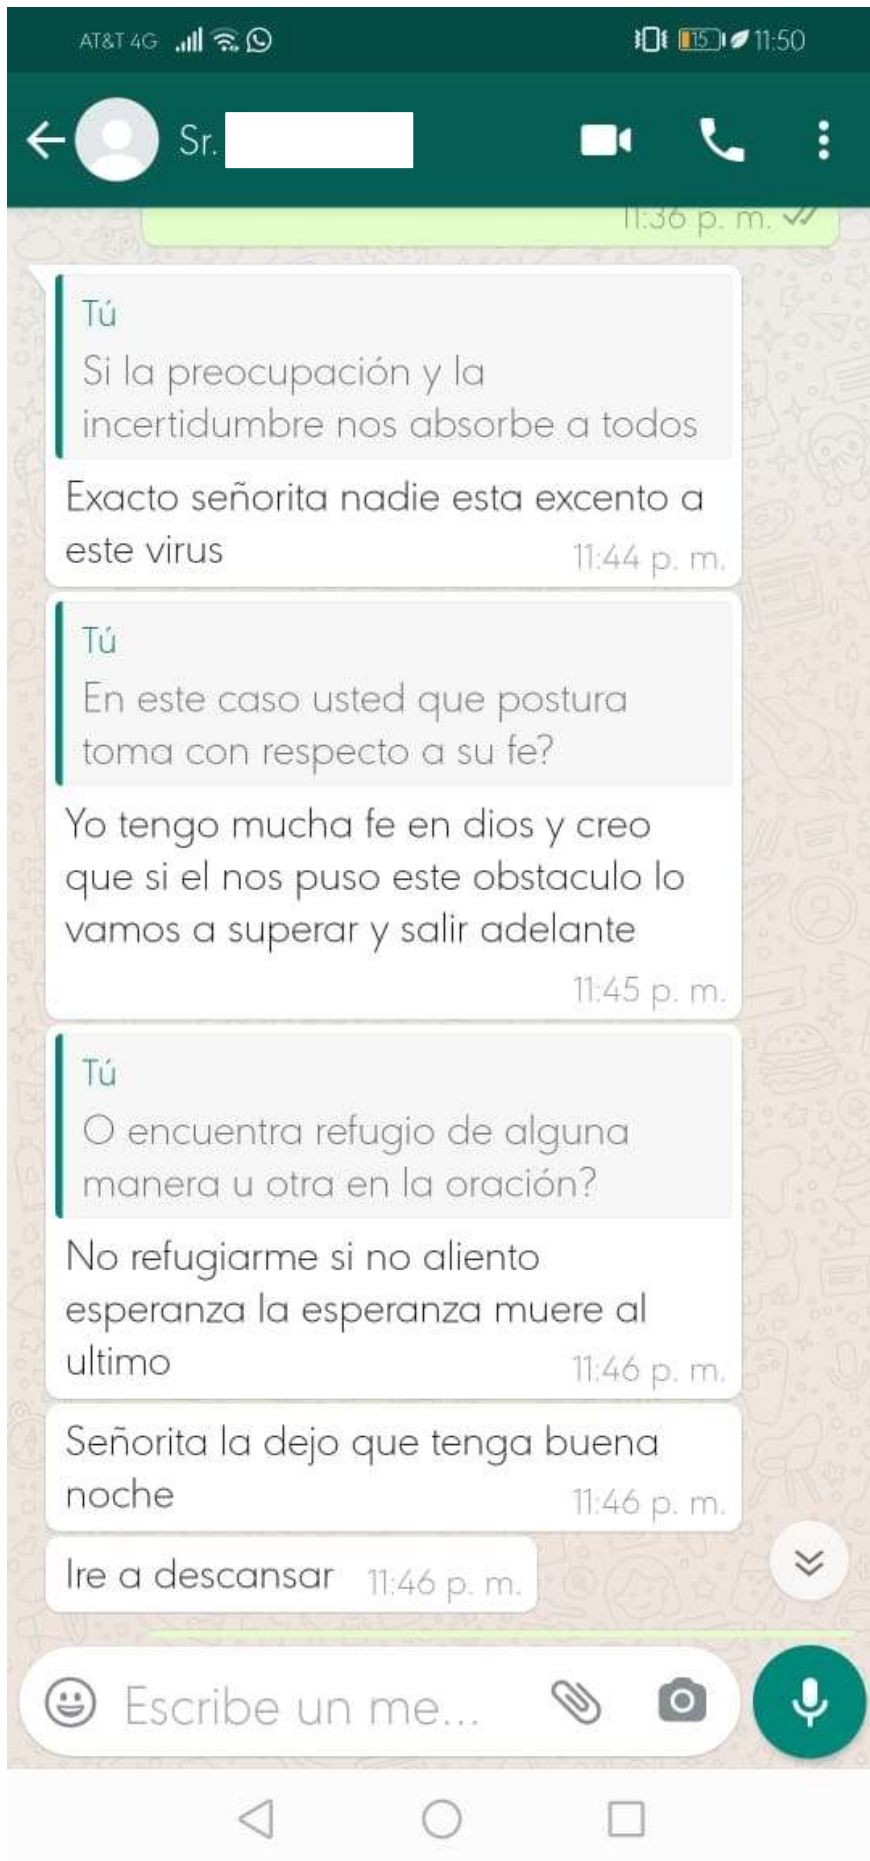 AT&T 4G 15 11:50
Sr.
11:36 p. m.
Tú
Si la preocupación y la
incertidumbre nos absorbe a todos
Exacto señorita nadie esta excento a
este virus 11:44 p. m.
Tú
En este caso usted que postura
toma con respecto a su fe?
Yo tengo mucha fe en dios y creo
que si el nos puso este obstaculo lo
vamos a superar y salir adelante
11:45 p. m.
Tú
O encuentra refugio de alguna
manera u otra en la oración?
No refugiarme si no aliento
esperanza la esperanza muere al
ultimo 11:46 p. m.
Señorita la dejo que tenga buena
noche 11:46 p. m.
Ire a descansar 11:46 p. m.
Escribe un me...